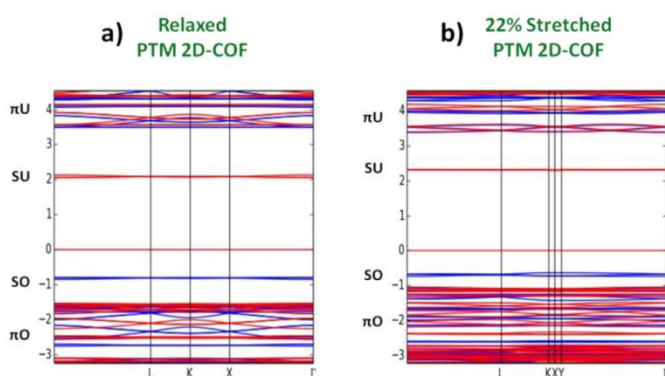 a) Relaxed
PTM 2D-COF
πU
SU
SO
πO
4
3
2
1
0
−1
−2
−3
L
K
X
Γ
b) 22% Stretched
PTM 2D-COF
πU
SU
SO
πO
4
3
2
1
0
−1
−2
−3
L
KXY